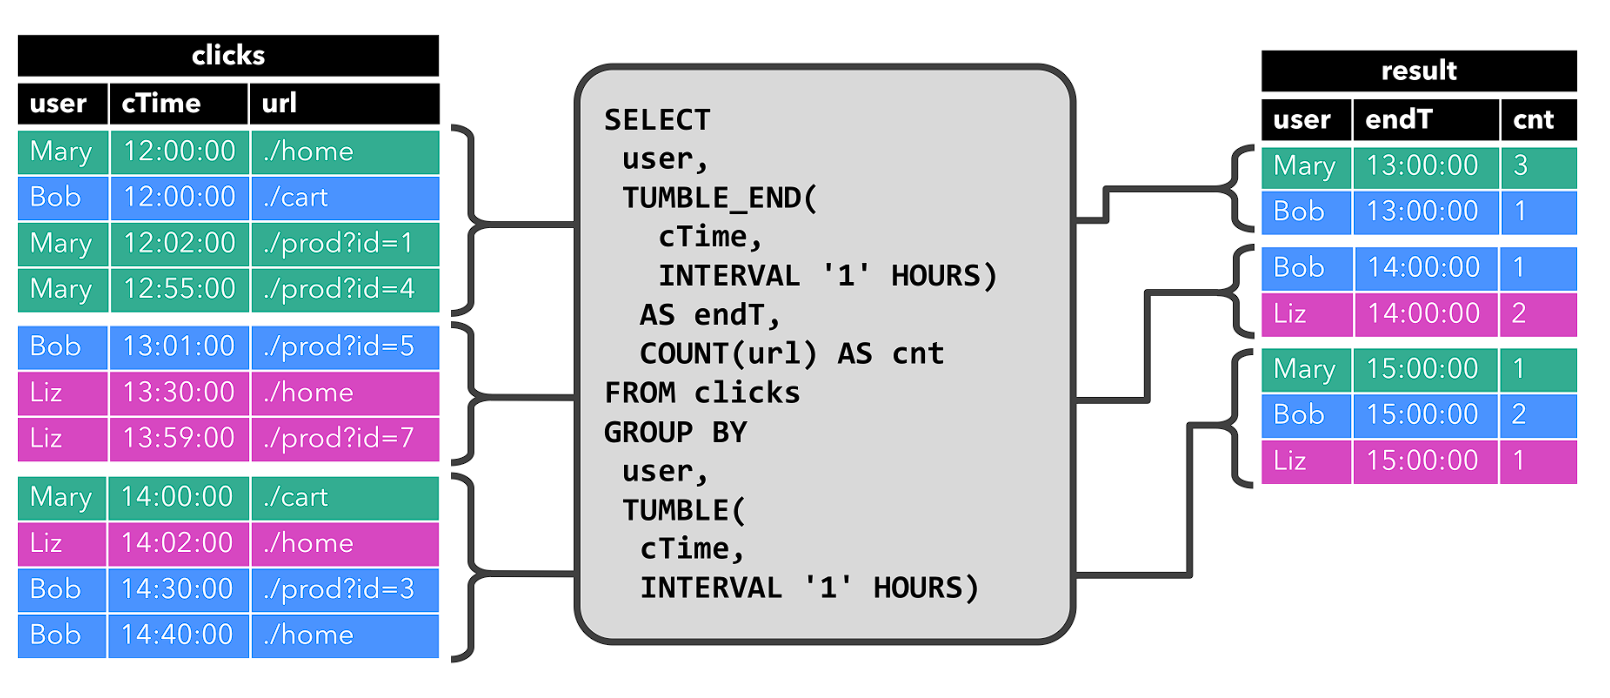 clicks
user cTime url
Mary 12:00:00 ./home
Bob 12:00:00 ./cart
Mary 12:02:00 ./prod?id=1
Mary 12:55:00 ./prod?id=4
Bob 13:01:00 ./prod?id=5
Liz 13:30:00 ./home
Liz 13:59:00 ./prod?id=7
Mary 14:00:00 ./cart
Liz 14:02:00 ./home
Bob 14:30:00 ./prod?id=3
Bob 14:40:00 ./home
SELECT
user,
TUMBLE_END(
cTime,
INTERVAL '1' HOURS)
AS endT,
COUNT(url) AS cnt
FROM clicks
GROUP BY
user,
TUMBLE(
cTime,
INTERVAL '1' HOURS)
result
user endT cnt
Mary 13:00:00 3
Bob 13:00:00 1
Bob 14:00:00 1
Liz 14:00:00 2
Mary 15:00:00 1
Bob 15:00:00 2
Liz 15:00:00 1